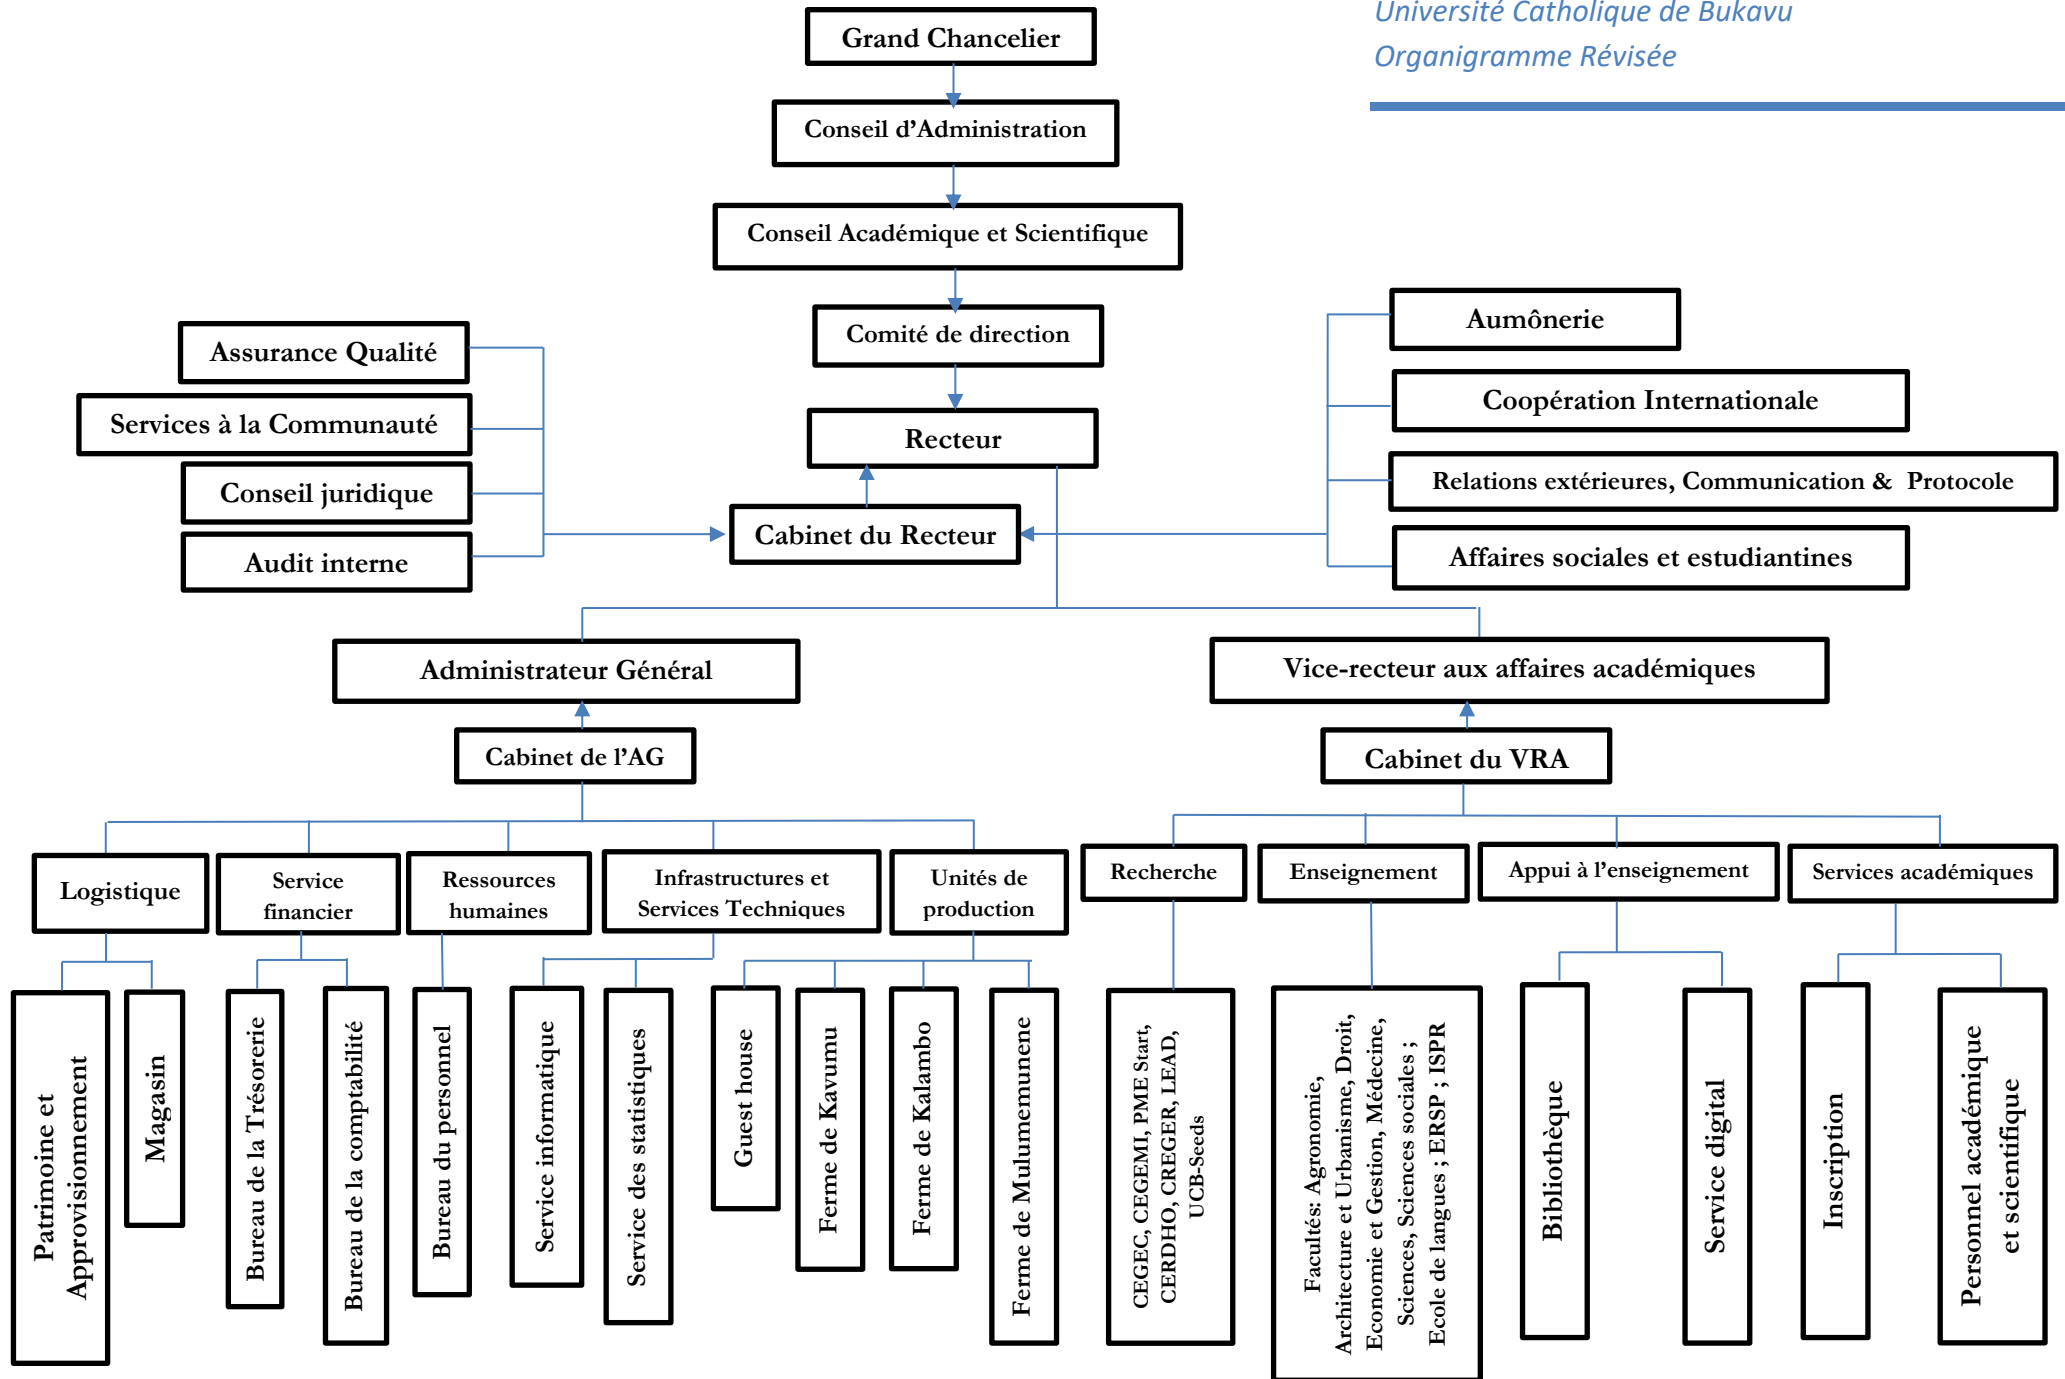 Université Catholique de Bukavu
Organigramme Révisée
Grand Chancelier
Conseil d’Administration
Conseil Académique et Scientifique
Comité de direction
Recteur
Cabinet du Recteur
Assurance Qualité
Services à la Communauté
Conseil juridique
Audit interne
Aumônerie
Coopération Internationale
Relations extérieures, Communication & Protocole
Affaires sociales et estudiantines
Administrateur Général
Vice-recteur aux affaires académiques
Cabinet de l’AG
Cabinet du VRA
Logistique
Service
financier
Ressources
humaines
Infrastructures et
Services Techniques
Unités de
production
Recherche
Enseignement
Appui à l’enseignement
Services académiques
Patrimoine et
Approvisionnement
Magasin
Bureau de la Trésorerie
Bureau de la comptabilité
Bureau du personnel
Service informatique
Service des statistiques
Guest house
Ferme de Kavumu
Ferme de Kalambo
Ferme de Mulumemunene
CEGEC, CEGEMI, PME Start,
CERDHO, CREGER, LEAD,
UCB-Seeds
Facultés: Agronomie,
Architecture et Urbanisme, Droit,
Economie et Gestion, Médecine,
Sciences, Sciences sociales ;
Ecole de langues ; ERSP ; ISPR
Bibliothèque
Service digital
Inscription
Personnel académique
et scientifique